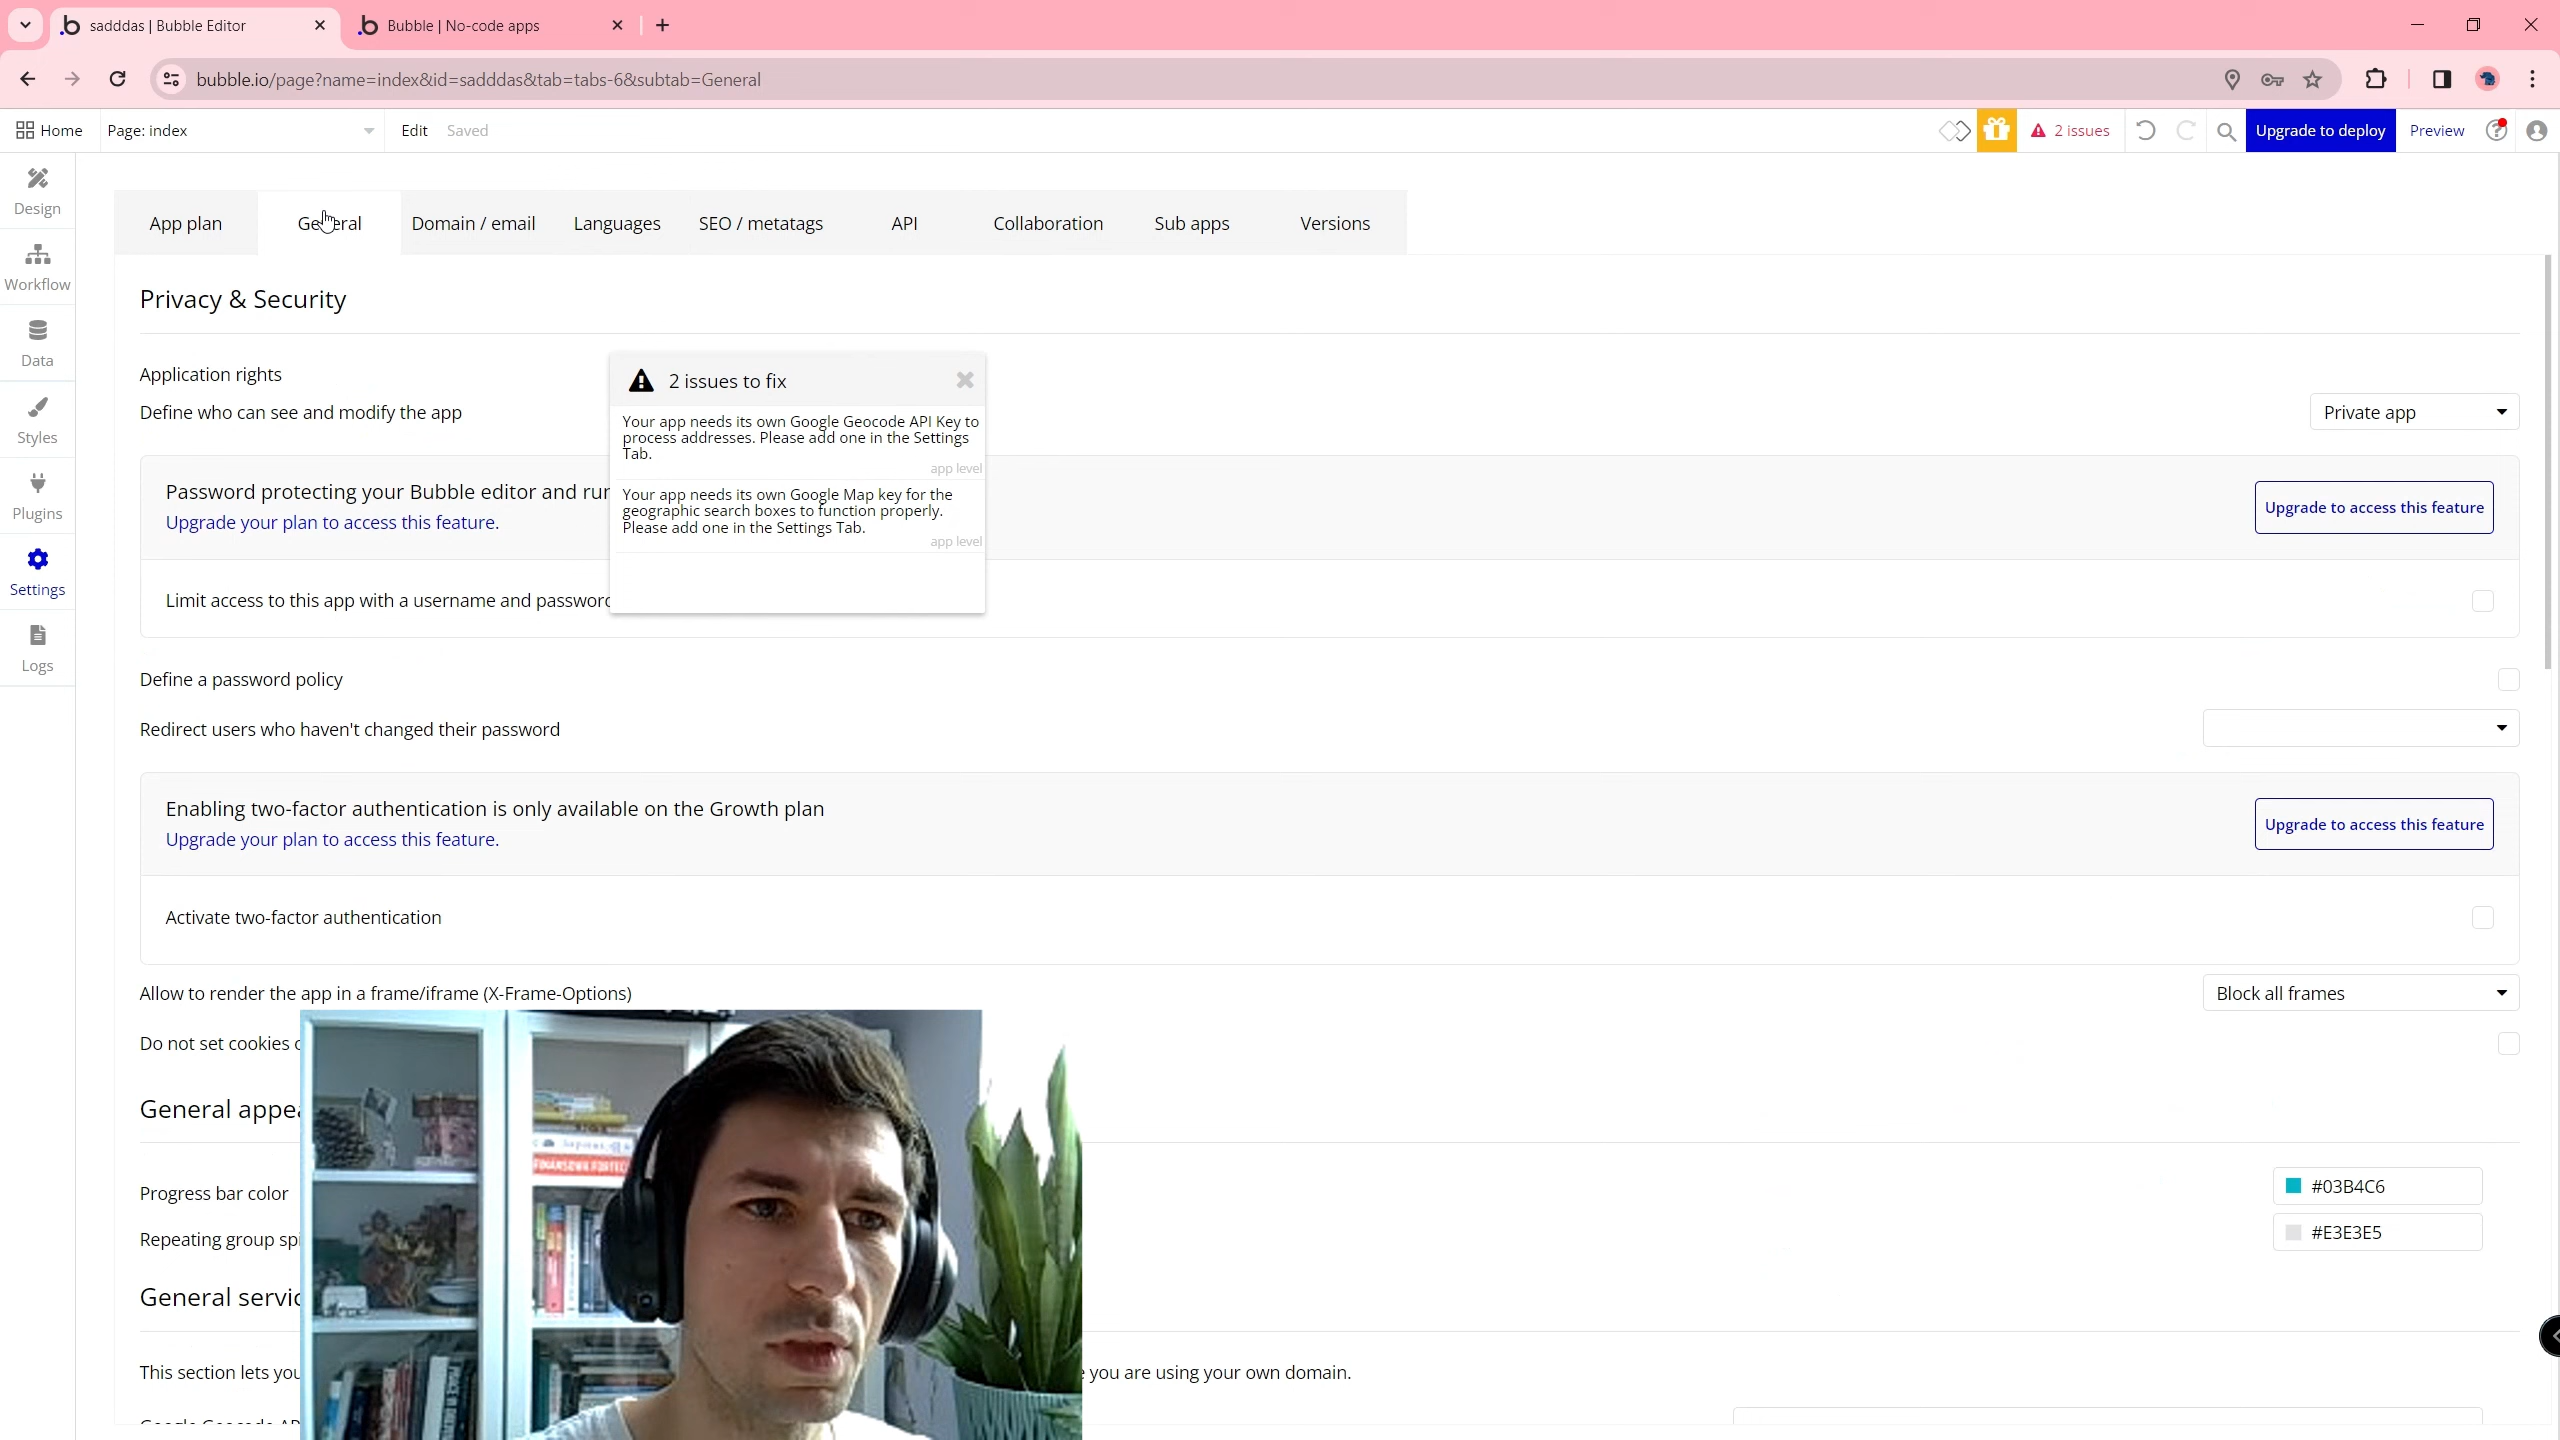 sadddas | Bubble Editor
Bubble | No-code apps
bubble.io/page?name=index&id=sadddas&tab=tabs-6&subtab=General
Home
Page: index
Edit
Saved
2 issues
Upgrade to deploy
Preview
Design
Workflow
Data
Styles
Plugins
Settings
Logs
App plan
General
Domain / email
Languages
SEO / metatags
API
Collaboration
Sub apps
Versions
Privacy & Security
Application rights
Define who can see and modify the app
Private app
2 issues to fix
Your app needs its own Google Geocode API Key to
process addresses. Please add one in the Settings
Tab.
app level
Your app needs its own Google Map key for the
geographic search boxes to function properly.
Please add one in the Settings Tab.
app level
Password protecting your Bubble editor and
Upgrade your plan to access this feature.
Upgrade to access this feature
Limit access to this app with a username and password
Define a password policy
Redirect users who haven't changed their password
Enabling two-factor authentication is only available on the Growth plan
Upgrade your plan to access this feature.
Upgrade to access this feature
Activate two-factor authentication
Allow to render the app in a frame/iframe (X-Frame-Options)
Block all frames
Do not set cookies
General
Progress bar color
#03B4C6
Repeating group
#E3E3E5
General
This section lets you
you are using your own domain.
FINANSOWA